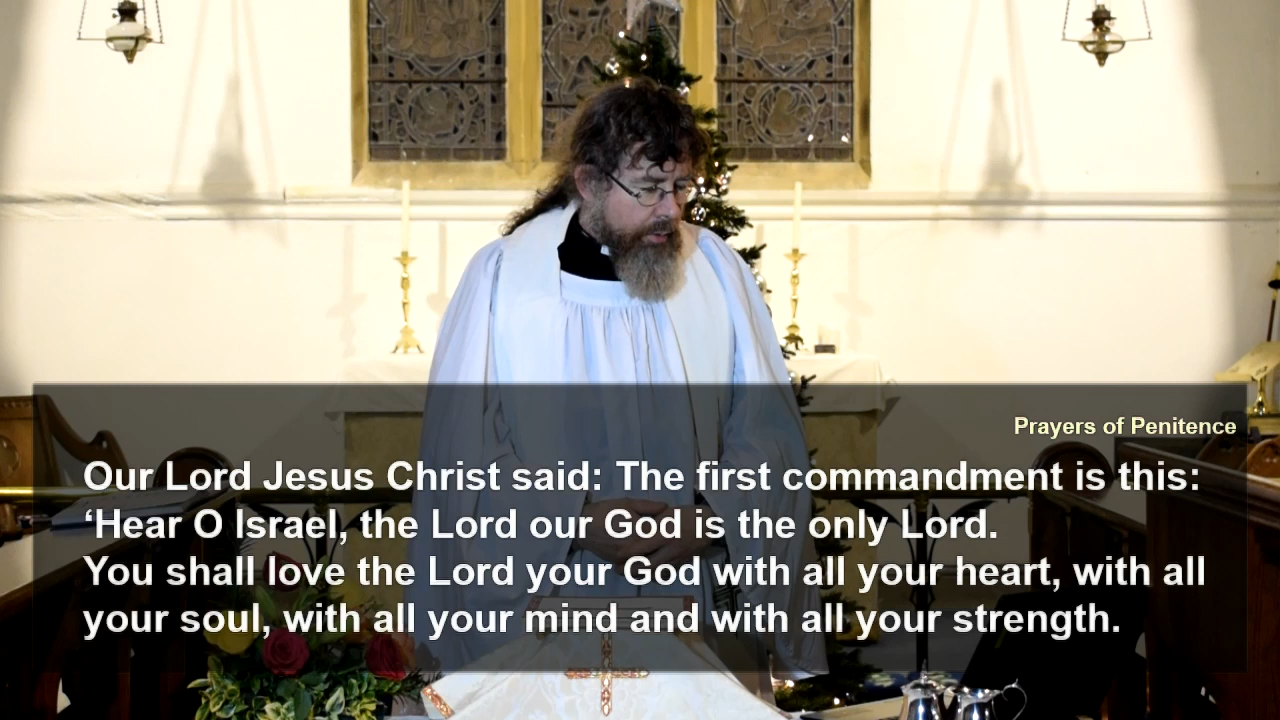 Prayers of Penitence
Our Lord Jesus Christ said: The first commandment is this:
‘Hear O Israel, the Lord our God is the only Lord.
You shall love the Lord your God with all your heart, with all
your soul, with all your mind and with all your strength.